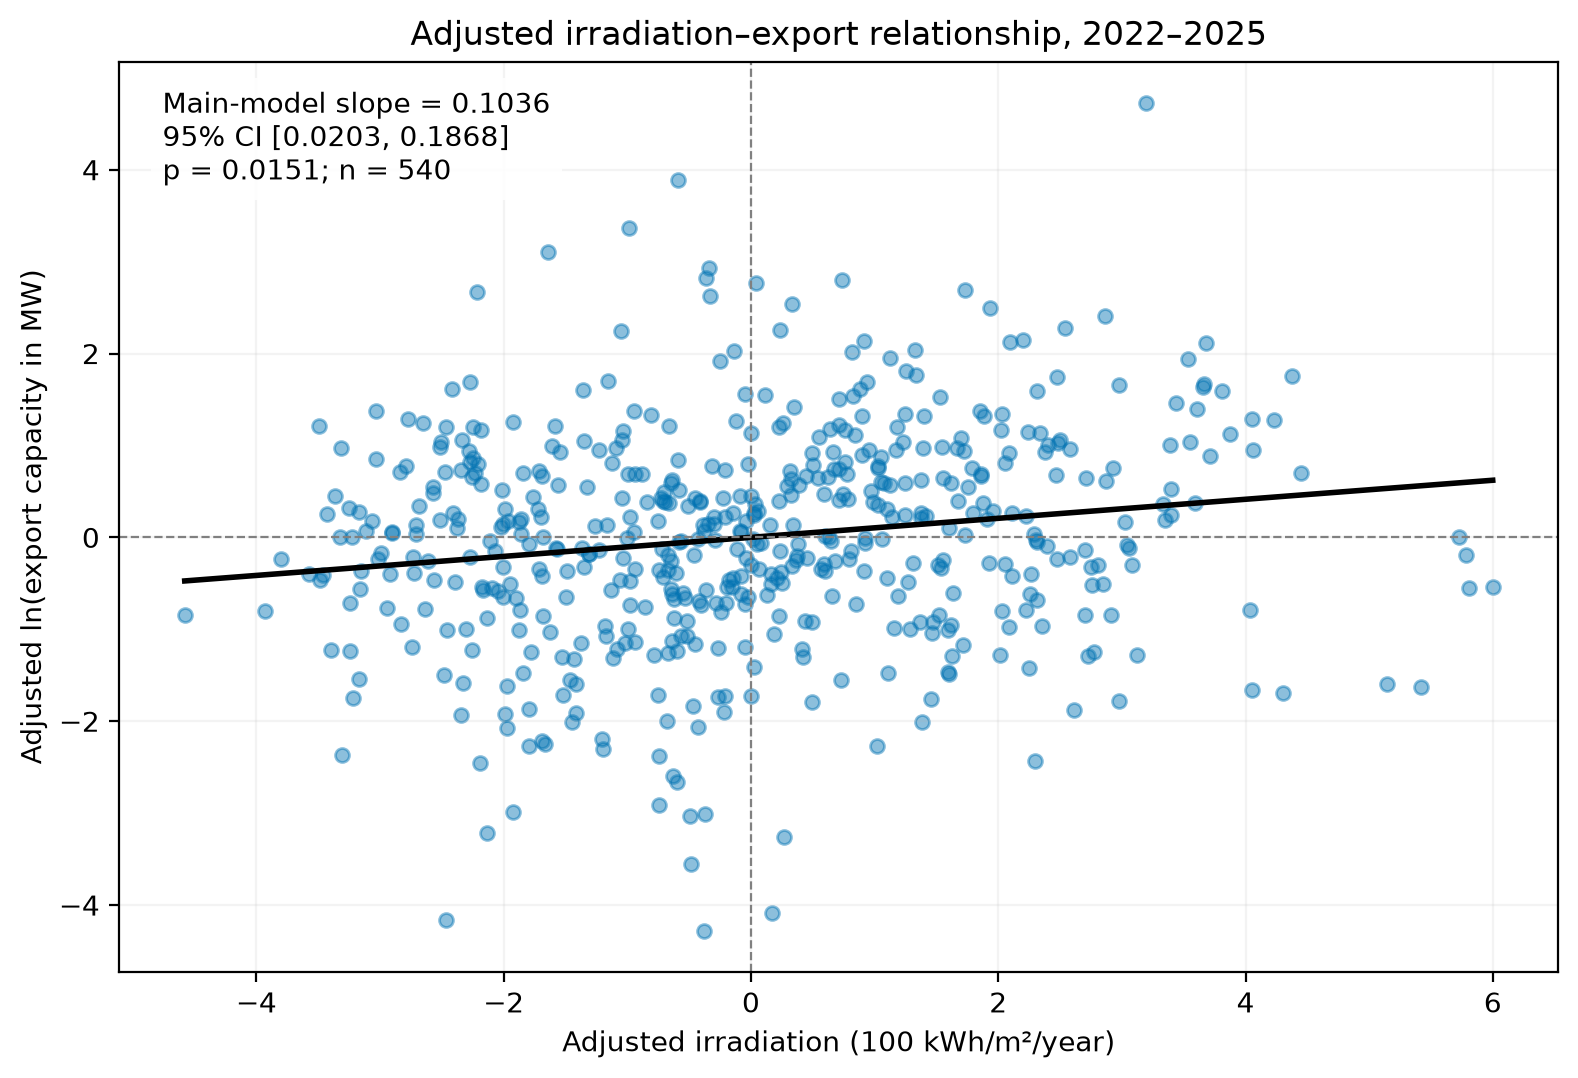 Adjusted irradiation–export relationship, 2022–2025
Main-model slope = 0.1036
95% CI [0.0203, 0.1868]
p = 0.0151; n = 540
Adjusted ln(export capacity in MW)
4
2
0
−2
−4
−4
−2
0
2
4
6
Adjusted irradiation (100 kWh/m²/year)